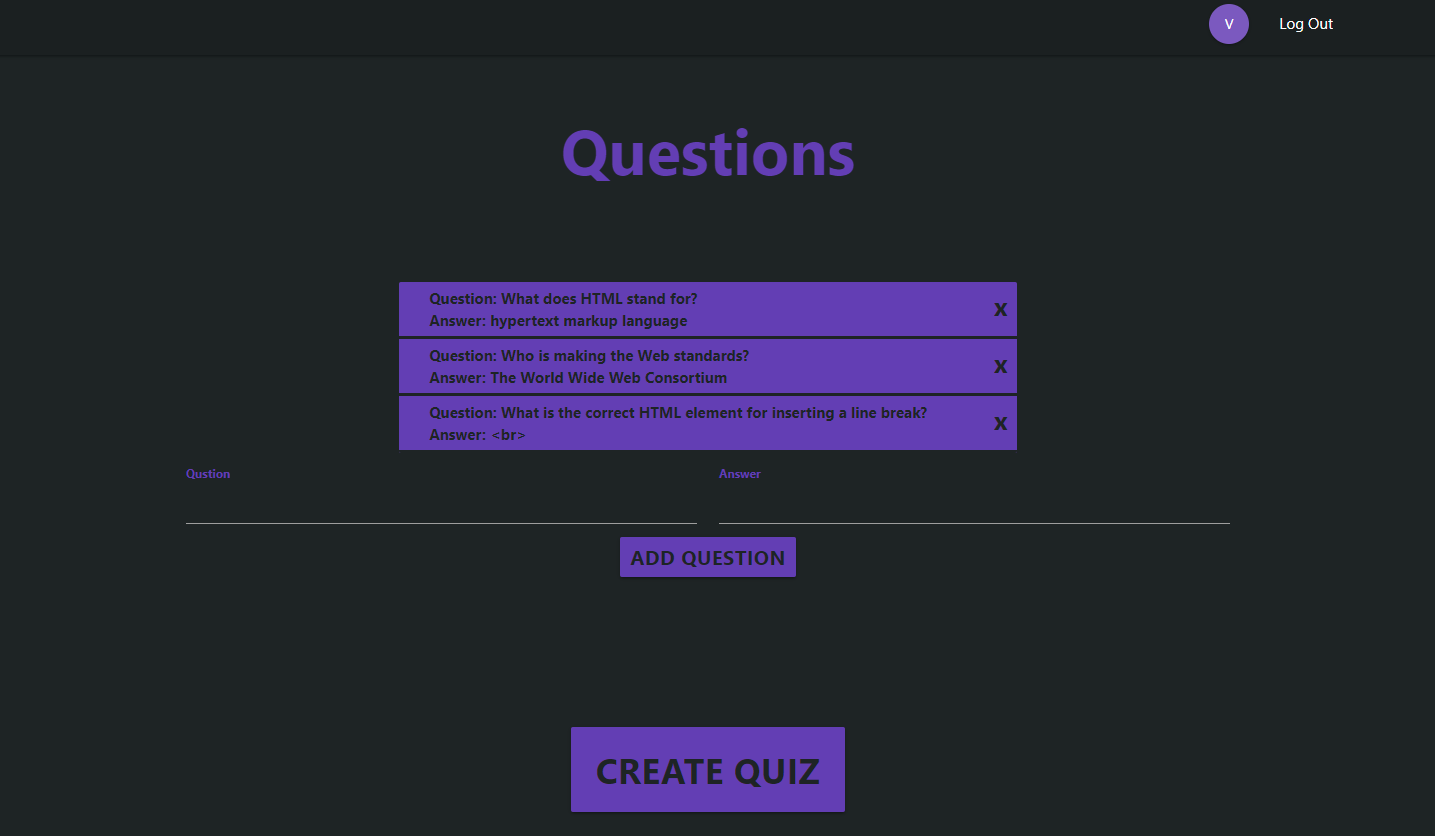 V
Log Out
Questions
Question: What does HTML stand for?
Answer: hypertext markup language
X
Question: Who is making the Web standards?
Answer: The World Wide Web Consortium
X
Question: What is the correct HTML element for inserting a line break?
Answer: <br>
X
Qustion
Answer
ADD QUESTION
CREATE QUIZ